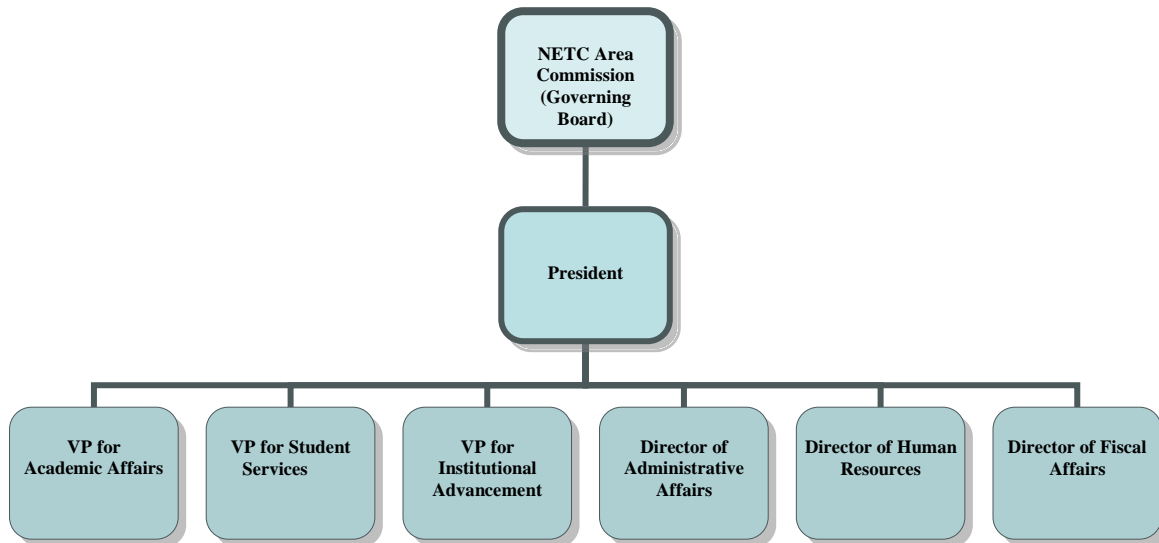 NETC Area
Commission
(Governing
Board)
President
VP for
Academic Affairs
VP for Student
Services
VP for
Institutional
Advancement
Director of
Administrative
Affairs
Director of Human
Resources
Director of Fiscal
Affairs